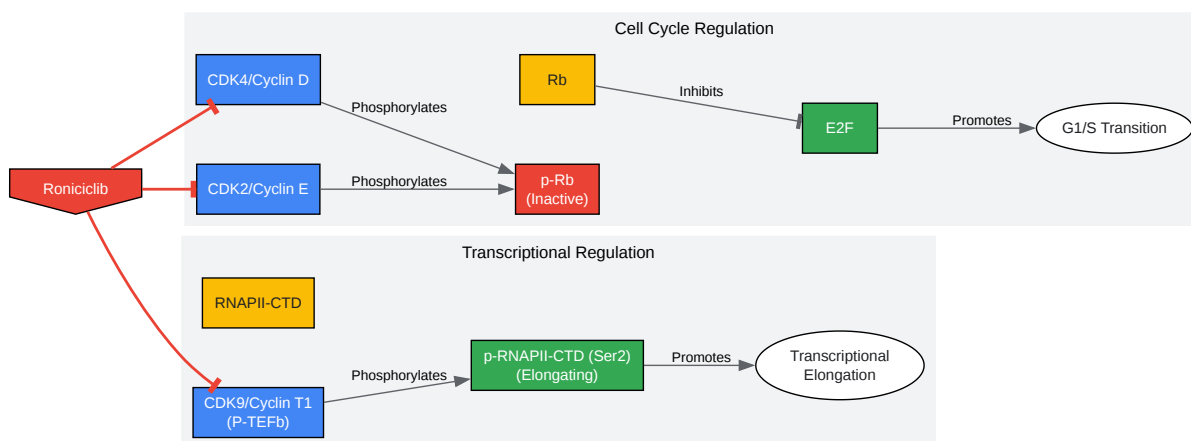 Cell Cycle Regulation
CDK4/Cyclin D
Phosphorylates
Rb
Inhibits
E2F
Promotes
G1/S Transition
Roniciclib
CDK2/Cyclin E
Phosphorylates
p-Rb
(Inactive)
Transcriptional Regulation
RNAPII-CTD
CDK9/Cyclin T1
(P-TEFb)
Phosphorylates
p-RNAPII-CTD (Ser2)
(Elongating)
Promotes
Transcriptional
Elongation